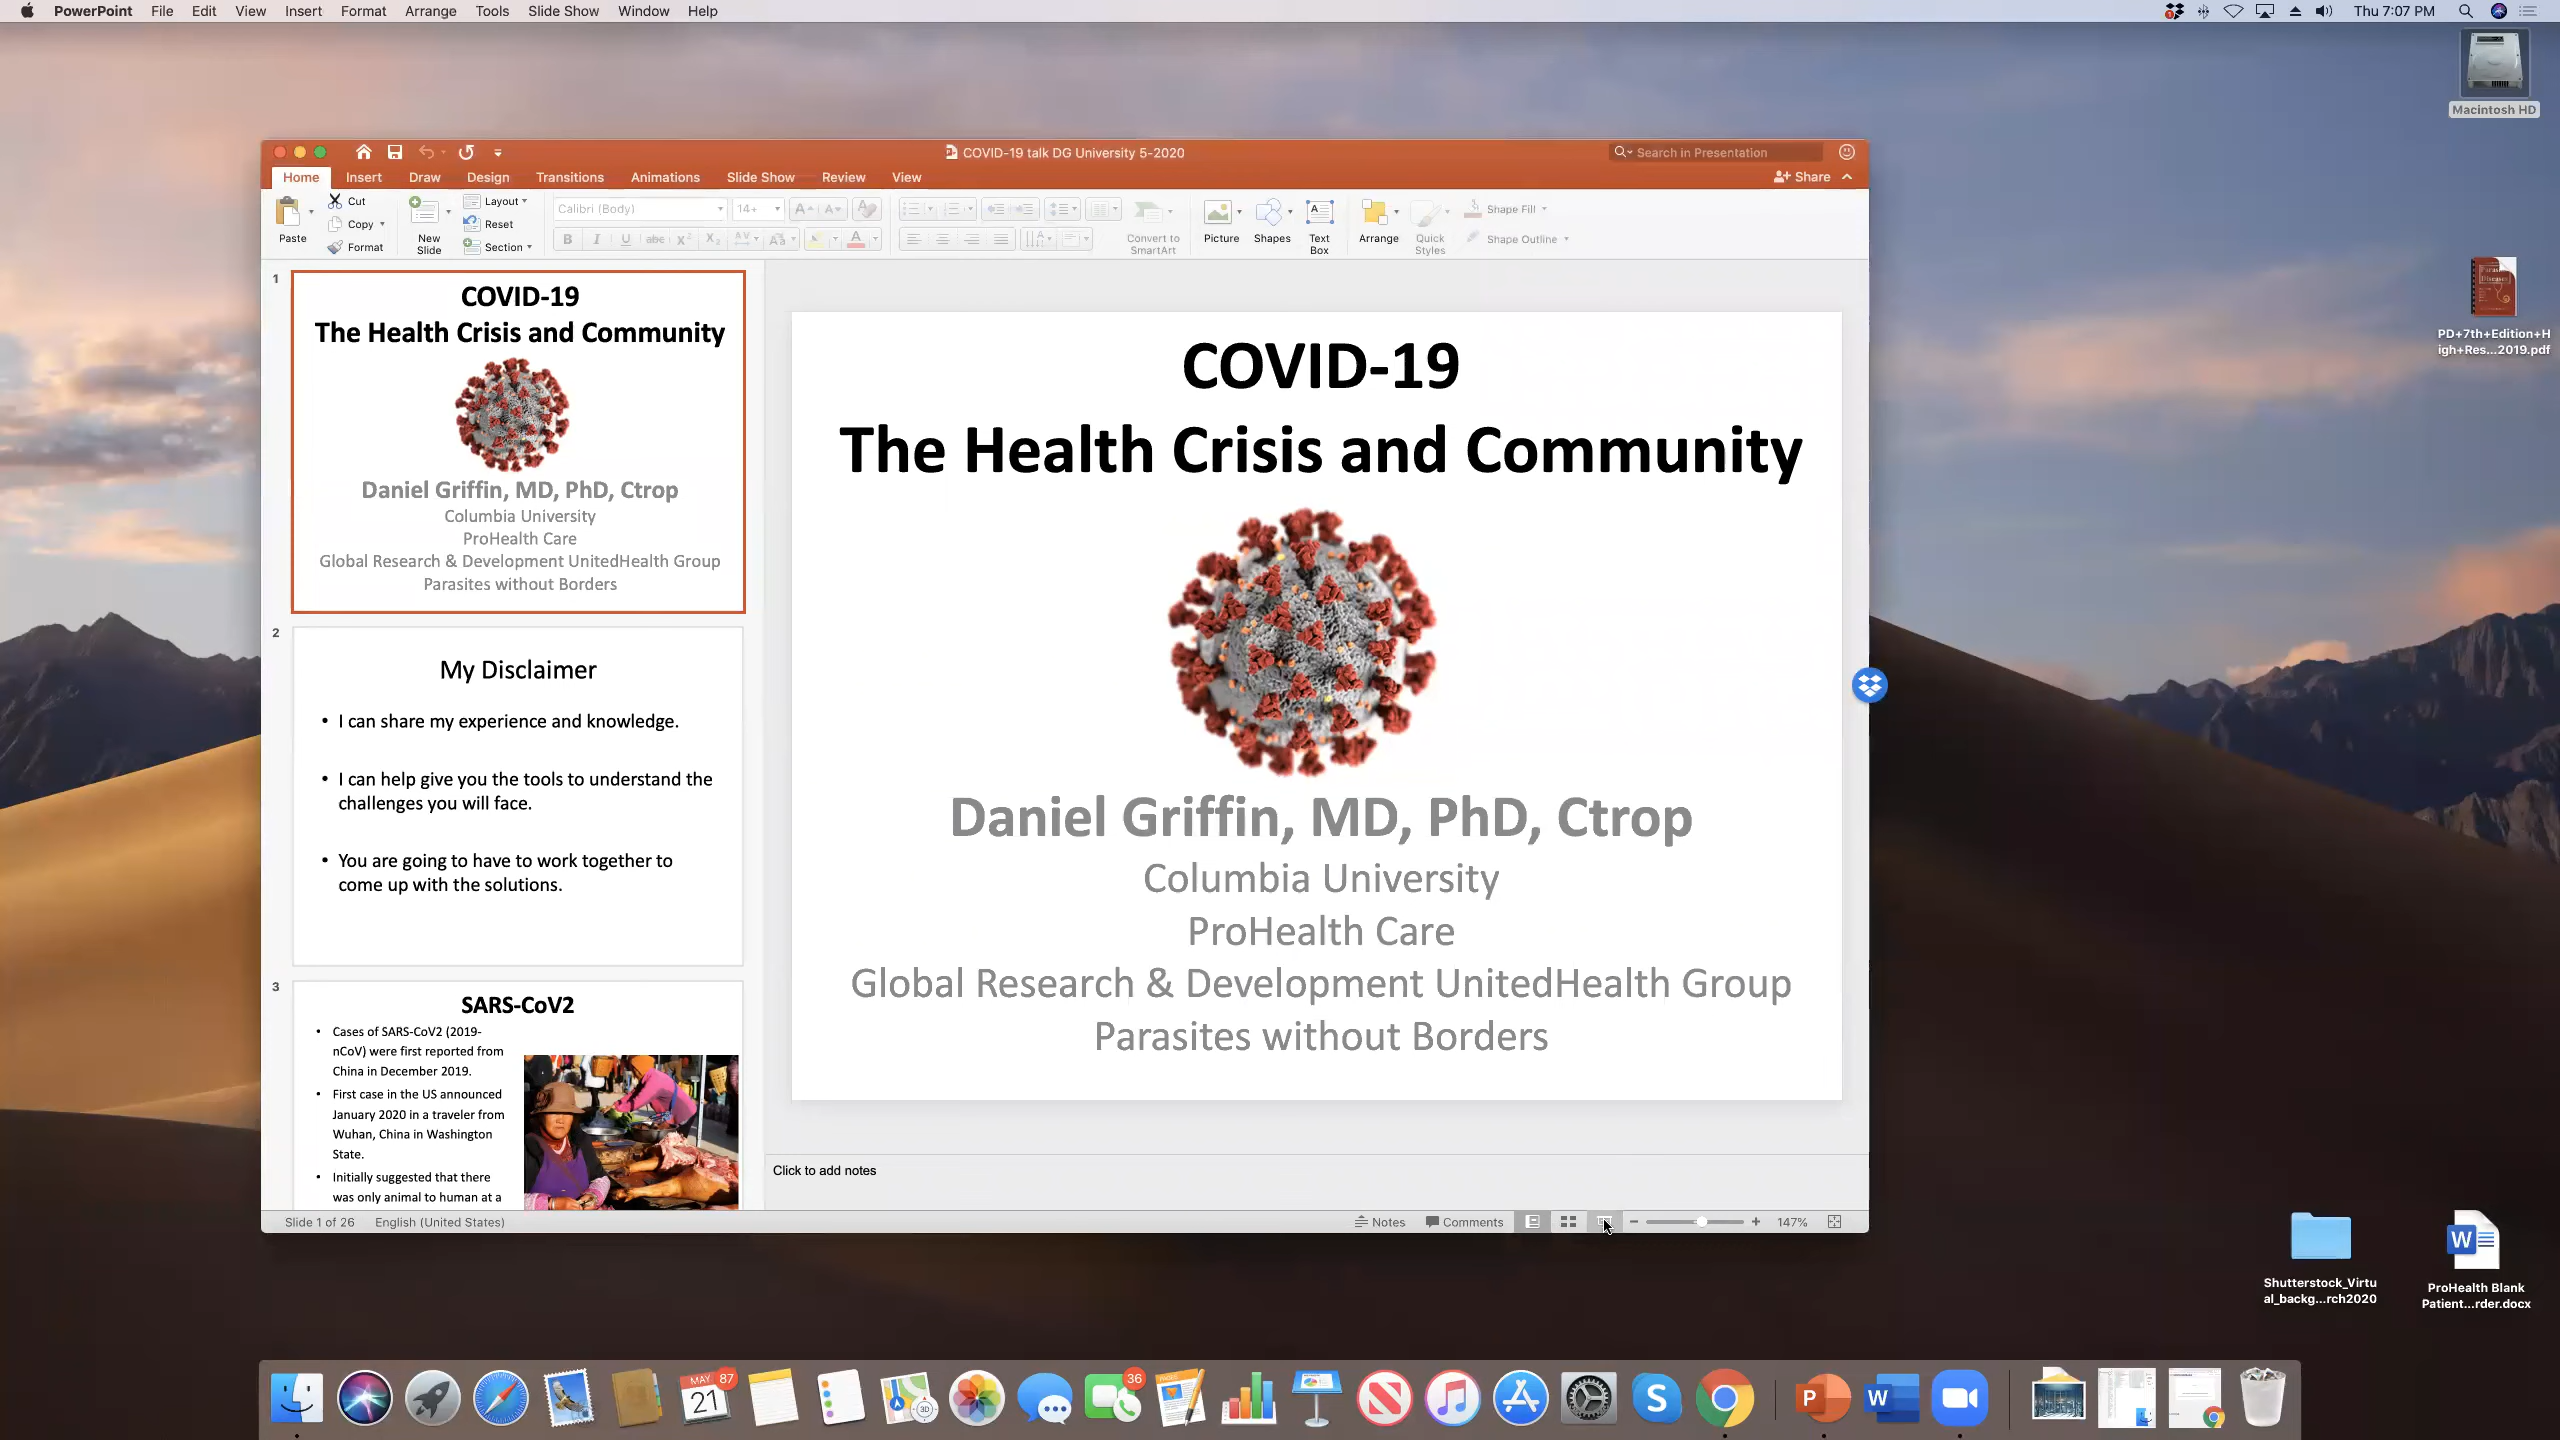 PowerPoint File Edit View Insert Format Arrange Tools Slide Show Window Help
Thu 7:07 PM
Macintosh HD
COVID-19 talk DG University 5-2020
Search in Presentation
Home Insert Draw Design Transitions Animations Slide Show Review View
Share
Paste
Cut
Copy
Format
New
Slide
Layout
Reset
Section
Calibri (Body)
14+
Convert to
SmartArt
Picture
Shapes
Text
Box
Arrange
Quick
Styles
Shape Fill
Shape Outline
1
COVID-19
The Health Crisis and Community
Daniel Griffin, MD, PhD, Ctrop
Columbia University
ProHealth Care
Global Research & Development UnitedHealth Group
Parasites without Borders
2
My Disclaimer
• I can share my experience and knowledge.
• I can help give you the tools to understand the
challenges you will face.
• You are going to have to work together to
come up with the solutions.
3
SARS-CoV2
• Cases of SARS-CoV2 (2019-
nCoV) were first reported from
China in December 2019.
• First case in the US announced
January 2020 in a traveler from
Wuhan, China in Washington
State.
• Initially suggested that there
was only animal to human at a
COVID-19
The Health Crisis and Community
Daniel Griffin, MD, PhD, Ctrop
Columbia University
ProHealth Care
Global Research & Development UnitedHealth Group
Parasites without Borders
Click to add notes
Slide 1 of 26
English (United States)
Notes
Comments
147%
PD+7th+Edition+H
igh+Res...2019.pdf
Shutterstock_Virtu
al_backg...rch2020
ProHealth Blank
Patient...rder.docx
MAY
21
87
36
3D